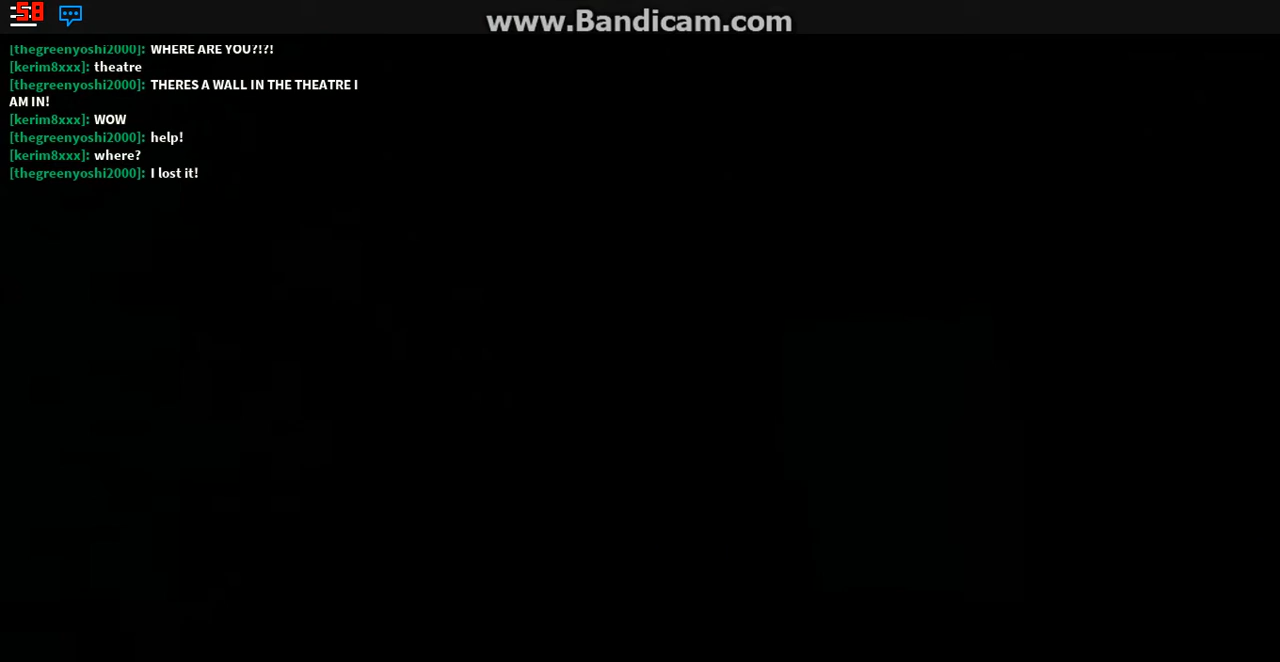 58
www.Bandicam.com
[thegreenyoshi2000]: WHERE ARE YOU?!?!
[kerim8xxx]: theatre
[thegreenyoshi2000]: THERES A WALL IN THE THEATRE I
AM IN!
[kerim8xxx]: WOW
[thegreenyoshi2000]: help!
[kerim8xxx]: where?
[thegreenyoshi2000]: I lost it!